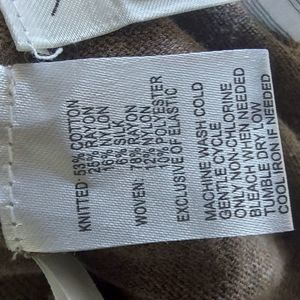 KNITTED: 55% COTTON
25% RAYON
16% NYLON
6% SILK
WOVEN: 78% RAYON
12% NYLON
10% POLYESTER
EXCLUSIVE OF ELASTIC
MACHINE WASH COLD
GENTLE CYCLE
ONLY NON-CHLORINE
BLEACH WHEN NEEDED
TUMBLE DRY LOW
COOL IRON IF NEEDED